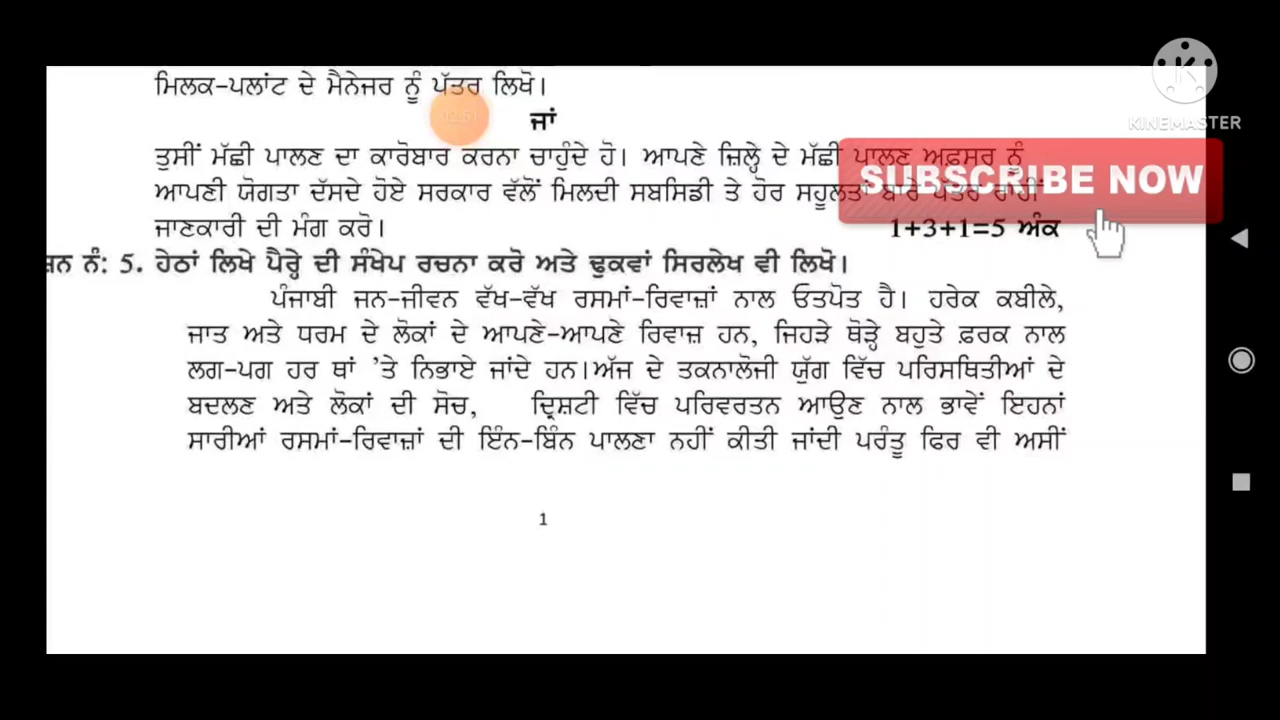 ਮਿਲਕ-ਪਲਾਂਟ ਦੇ ਮੈਨੇਜਰ ਨੂੰ ਪੱਤਰ ਲਿਖੋ।
02:51
ਜਾਂ
KINEMASTER
ਤੁਸੀਂ ਮੱਛੀ ਪਾਲਣ ਦਾ ਕਾਰੋਬਾਰ ਕਰਨਾ ਚਾਹੁੰਦੇ ਹੋ। ਆਪਣੇ ਜ਼ਿਲ੍ਹੇ ਦੇ ਮੱਛੀ ਪਾਲਣ ਅਫ਼ਸਰ ਨੂੰ
SUBSCRIBE NOW
ਆਪਣੀ ਯੋਗਤਾ ਦੱਸਦੇ ਹੋਏ ਸਰਕਾਰ ਵੱਲੋਂ ਮਿਲਦੀ ਸਬਸਿਡੀ ਤੇ ਹੋਰ ਸਹੂਲਤਾਂ ਬਾਰੇ ਪੱਤਰ ਰਾਹੀਂ
ਜਾਣਕਾਰੀ ਦੀ ਮੰਗ ਕਰੋ। 1+3+1=5 ਅੰਕ
ਸ਼ਨ ਨੰ: 5. ਹੇਠਾਂ ਲਿਖੇ ਪੈਰ੍ਹੇ ਦੀ ਸੰਖੇਪ ਰਚਨਾ ਕਰੋ ਅਤੇ ਢੁਕਵਾਂ ਸਿਰਲੇਖ ਵੀ ਲਿਖੋ।
ਪੰਜਾਬੀ ਜਨ-ਜੀਵਨ ਵੱਖ-ਵੱਖ ਰਸਮਾਂ-ਰਿਵਾਜ਼ਾਂ ਨਾਲ ਓਤਪੋਤ ਹੈ। ਹਰੇਕ ਕਬੀਲੇ,
ਜਾਤ ਅਤੇ ਧਰਮ ਦੇ ਲੋਕਾਂ ਦੇ ਆਪਣੇ-ਆਪਣੇ ਰਿਵਾਜ਼ ਹਨ, ਜਿਹੜੇ ਥੋੜ੍ਹੇ ਬਹੁਤੇ ਫ਼ਰਕ ਨਾਲ
ਲਗ-ਪਗ ਹਰ ਥਾਂ 'ਤੇ ਨਿਭਾਏ ਜਾਂਦੇ ਹਨ।ਅੱਜ ਦੇ ਤਕਨਾਲੋਜੀ ਯੁੱਗ ਵਿੱਚ ਪਰਿਸਥਿਤੀਆਂ ਦੇ
ਬਦਲਣ ਅਤੇ ਲੋਕਾਂ ਦੀ ਸੋਚ, ਦ੍ਰਿਸ਼ਟੀ ਵਿੱਚ ਪਰਿਵਰਤਨ ਆਉਣ ਨਾਲ ਭਾਵੇਂ ਇਹਨਾਂ
ਸਾਰੀਆਂ ਰਸਮਾਂ-ਰਿਵਾਜ਼ਾਂ ਦੀ ਇੰਨ-ਬਿੰਨ ਪਾਲਣਾ ਨਹੀਂ ਕੀਤੀ ਜਾਂਦੀ ਪਰੰਤੂ ਫਿਰ ਵੀ ਅਸੀਂ
1